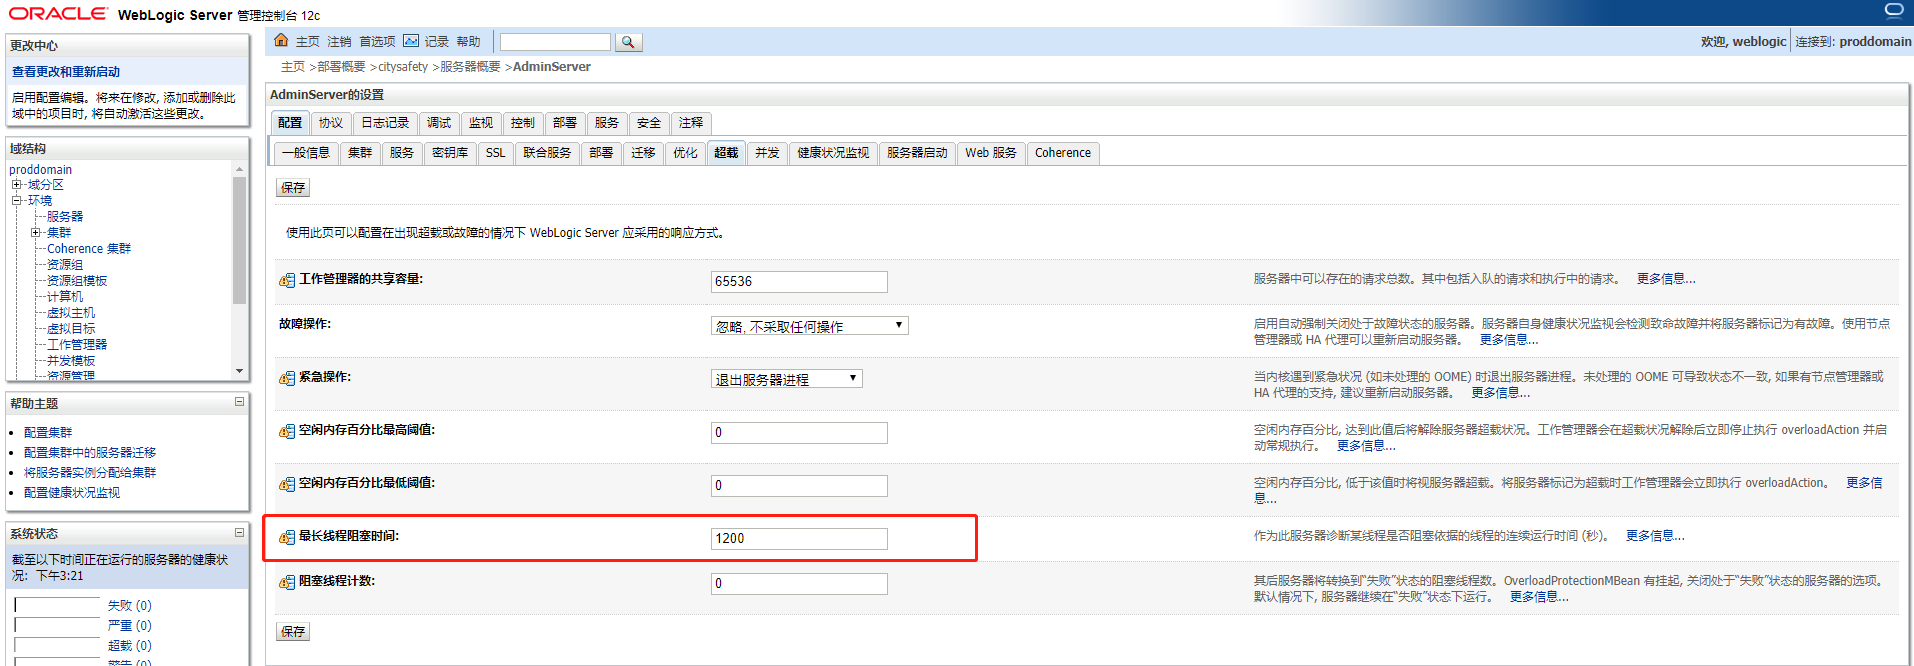 ORACLE WebLogic Server 管理控制台 12c
更改中心
查看更改和重新启动
启用配置编辑。将来在修改, 添加或删除此
域中的项目时, 将自动激活这些更改。
域结构
proddomain
域分区
环境
服务器
集群
Coherence 集群
资源组
资源组模板
计算机
虚拟主机
虚拟目标
工作管理器
并发模板
资源管理
帮助主题
配置集群
配置集群中的服务器迁移
将服务器实例分配给集群
配置健康状况监视
系统状态
截至以下时间正在运行的服务器的健康状
况: 下午3:21
失败 (0)
严重 (0)
超载 (0)
警告 (0)
主页 注销 首选项 记录 帮助
欢迎, weblogic 连接到: proddomain
主页 >部署概要 >citysafety >服务器概要 >AdminServer
AdminServer的设置
配置 协议 日志记录 调试 监视 控制 部署 服务 安全 注释
一般信息 集群 服务 密钥库 SSL 联合服务 部署 迁移 优化 超载 并发 健康状况监视 服务器启动 Web 服务 Coherence
保存
使用此页可以配置在出现超载或故障的情况下 WebLogic Server 应采用的响应方式。
工作管理器的共享容量: 65536 服务器中可以存在的请求总数。其中包括入队的请求和执行中的请求。 更多信息...
故障操作: 忽略, 不采取任何操作 启用自动强制关闭处于故障状态的服务器。服务器自身健康状况监视会检测致命故障并将服务器标记为有故障。使用节点
管理器或 HA 代理可以重新启动服务器。 更多信息...
紧急操作: 退出服务器进程 当内核遇到紧急状况 (如未处理的 OOME) 时退出服务器进程。未处理的 OOME 可导致状态不一致, 如果有节点管理器或
HA 代理的支持, 建议重新启动服务器。 更多信息...
空闲内存百分比最高阈值: 0 空闲内存百分比, 达到此值后将解除服务器超载状况。工作管理器会在超载状况解除后立即停止执行 overloadAction 并启
动常规执行。 更多信息...
空闲内存百分比最低阈值: 0 空闲内存百分比, 低于该值时将视服务器超载。将服务器标记为超载时工作管理器会立即执行 overloadAction。 更多信
息...
最长线程阻塞时间: 1200 作为此服务器诊断某线程是否阻塞依据的线程的连续运行时间 (秒)。 更多信息...
阻塞线程计数: 0 其后服务器将转换到“失败”状态的阻塞线程数。OverloadProtectionMBean 有挂起, 关闭处于“失败”状态的服务器的选项。
默认情况下, 服务器继续在“失败”状态下运行。 更多信息...
保存